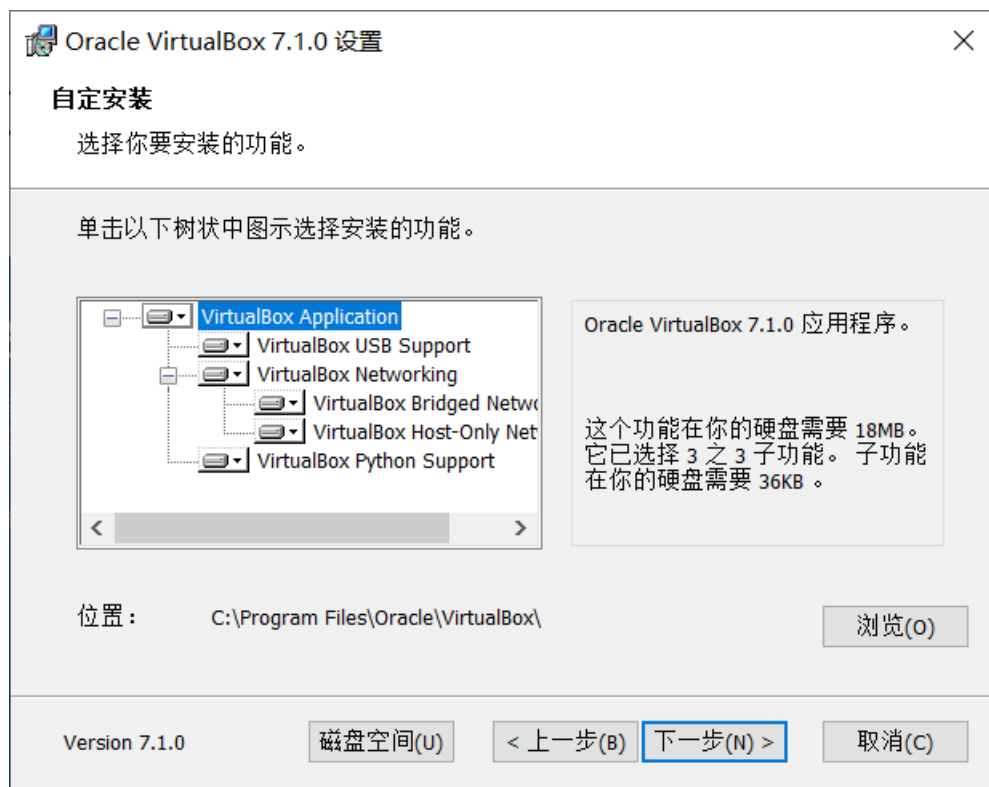 Oracle VirtualBox 7.1.0 设置
自定安装
选择你要安装的功能。
单击以下树状中图示选择安装的功能。
VirtualBox Application
VirtualBox USB Support
VirtualBox Networking
VirtualBox Bridged Netwo
VirtualBox Host-Only Net
VirtualBox Python Support
Oracle VirtualBox 7.1.0 应用程序。
这个功能在你的硬盘需要 18MB。
它已选择 3 之 3 子功能。 子功能
在你的硬盘需要 36KB 。
位置： C:\Program Files\Oracle\VirtualBox\
浏览(O)
Version 7.1.0 磁盘空间(U) < 上一步(B) 下一步(N) > 取消(C)